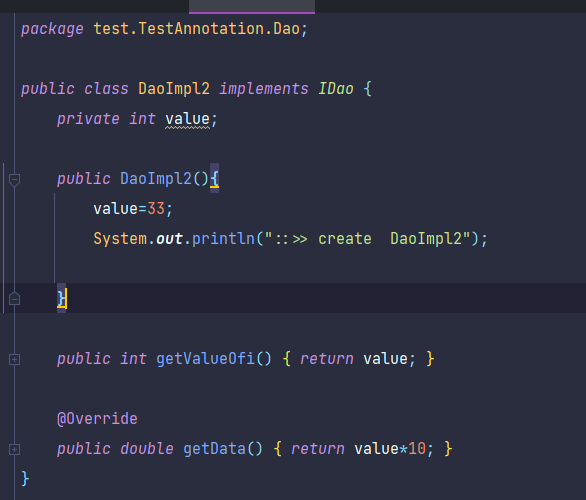 package test.TestAnnotation.Dao;
public class DaoImpl2 implements IDao {
private int value;
public DaoImpl2(){
value=33;
System.out.println("::>> create  DaoImpl2");
}
public int getValueOfi() { return value; }
@Override
public double getData() { return value*10; }
}